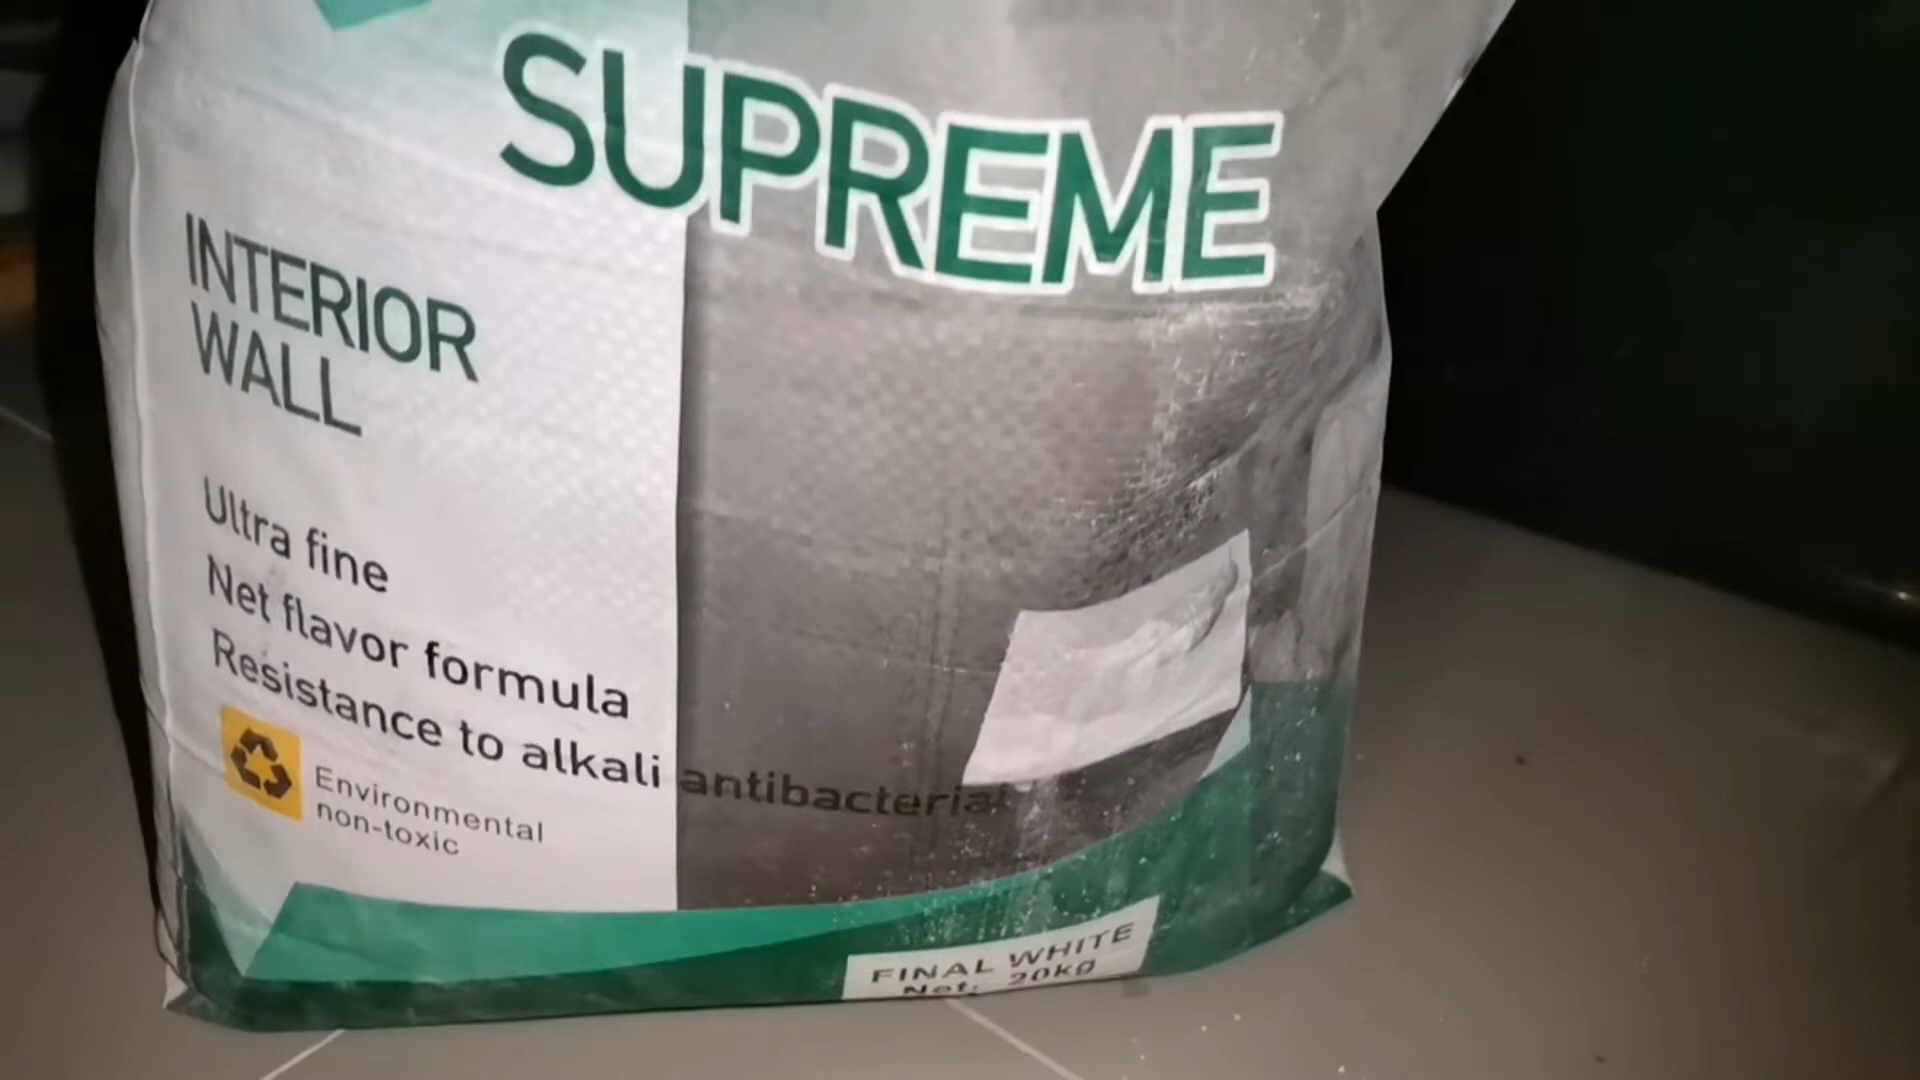 SUPREME
INTERIOR
WALL
Ultra fine
Net flavor formula
Resistance to alkali antibacterial
Environmental
non-toxic
FINAL WHITE
Net: 20kg